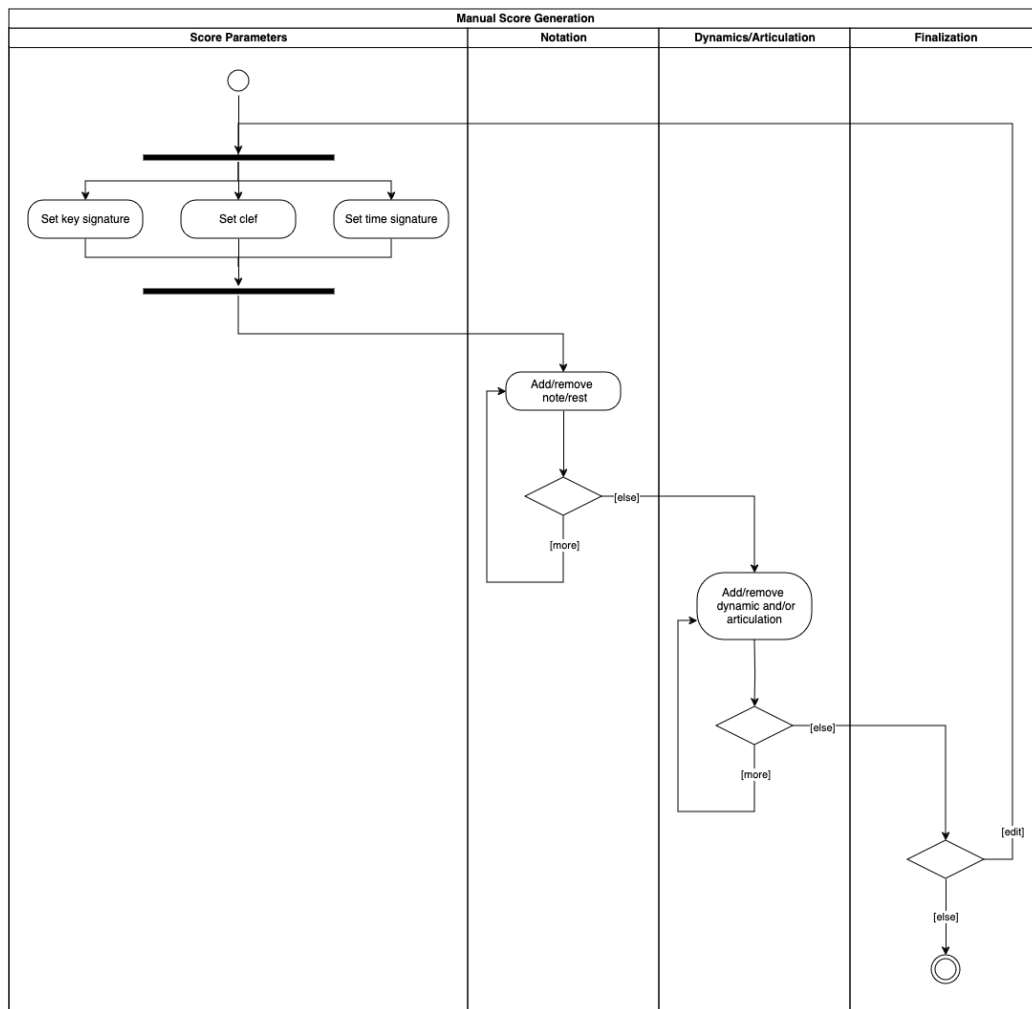 Manual Score Generation
Score Parameters
Notation
Dynamics/Articulation
Finalization
Set key signature
Set clef
Set time signature
Add/remove
note/rest
[else]
[more]
Add/remove
dynamic and/or
articulation
[else]
[more]
[edit]
[else]